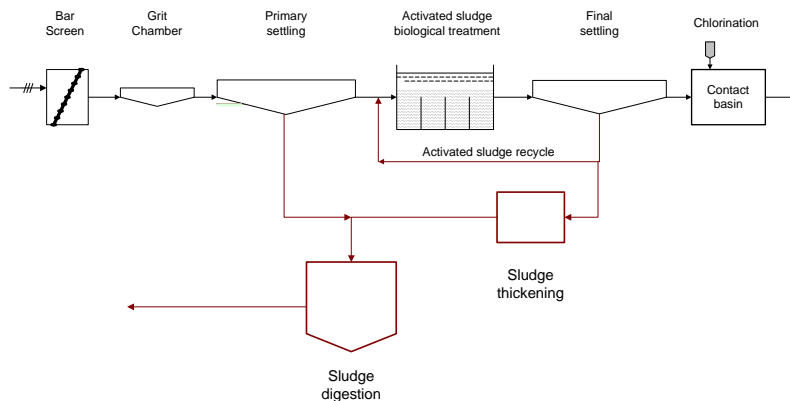 Bar
Screen
Grit
Chamber
Primary
settling
Activated sludge
biological treatment
Final
settling
Chlorination
Contact
basin
Activated sludge recycle
Sludge
thickening
Sludge
digestion